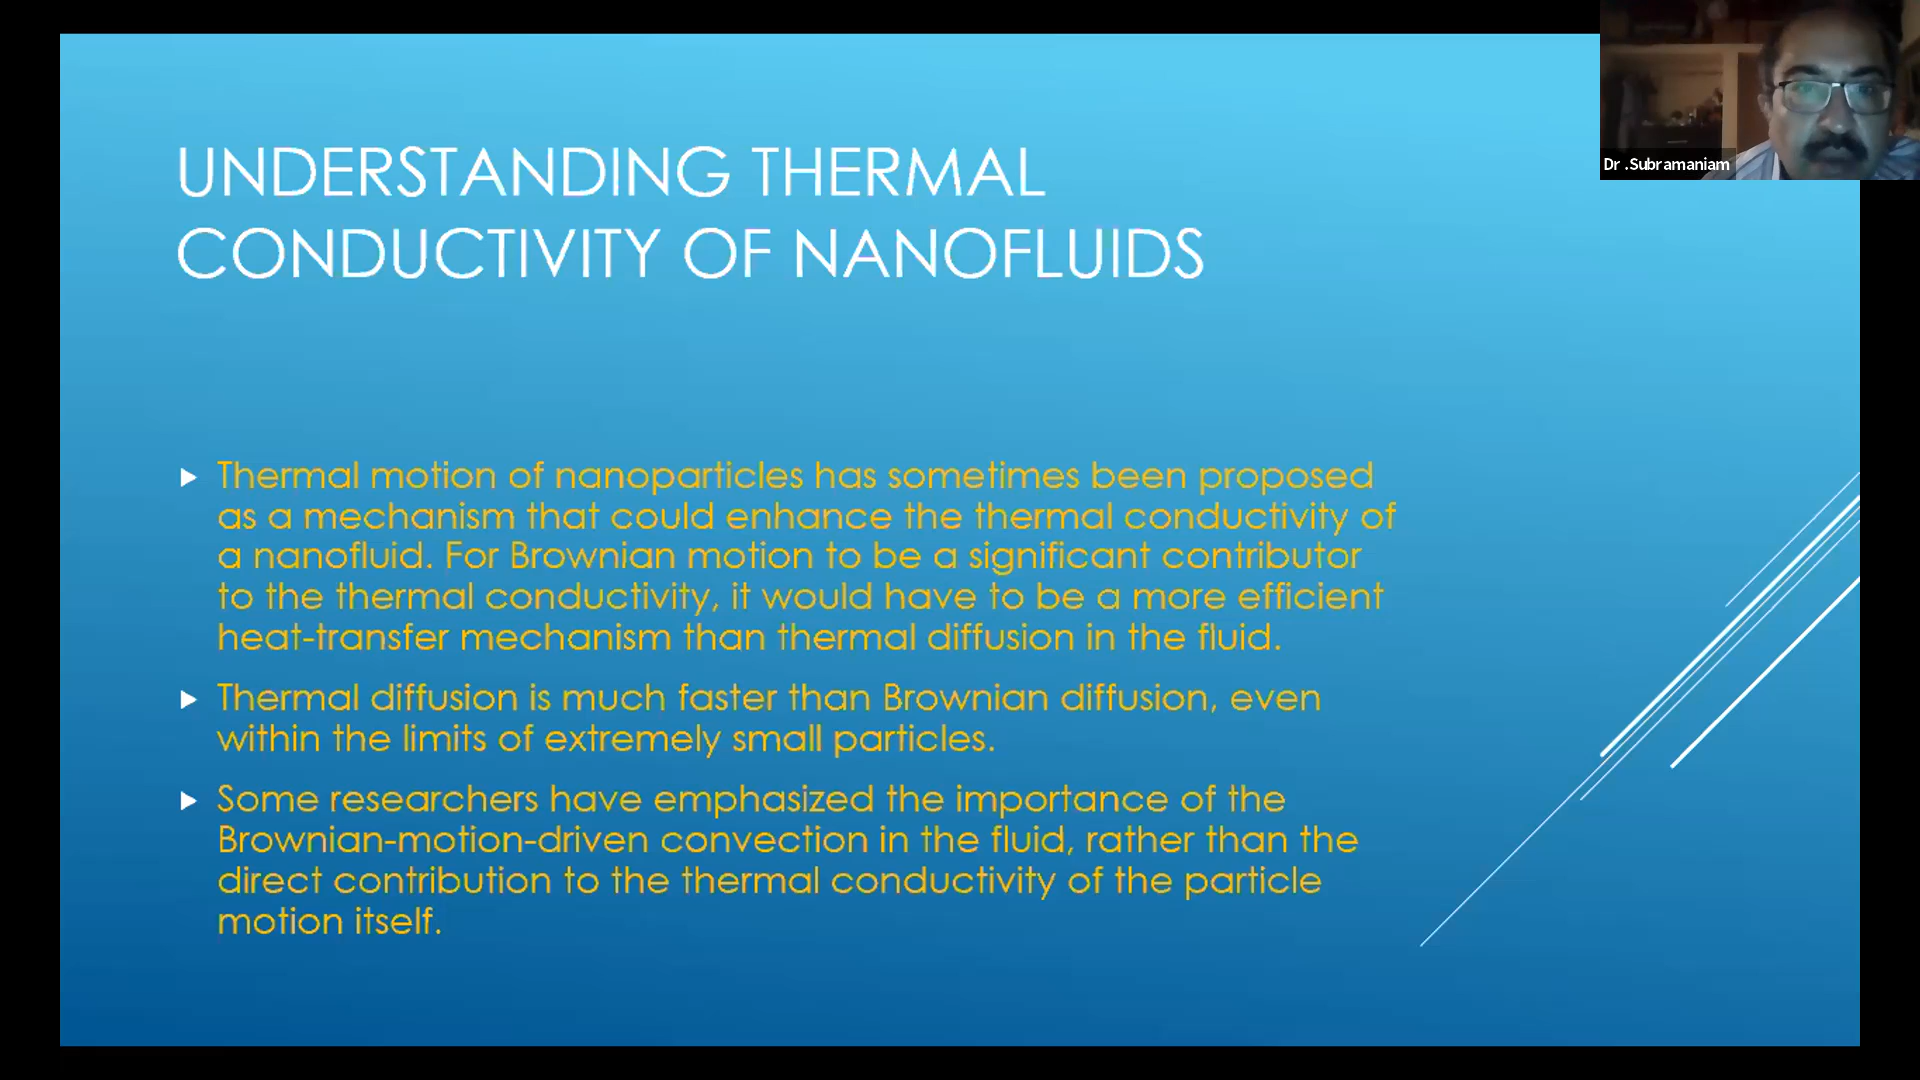 Dr .Subramaniam
UNDERSTANDING THERMAL
CONDUCTIVITY OF NANOFLUIDS
Thermal motion of nanoparticles has sometimes been proposed
as a mechanism that could enhance the thermal conductivity of
a nanofluid. For Brownian motion to be a significant contributor
to the thermal conductivity, it would have to be a more efficient
heat-transfer mechanism than thermal diffusion in the fluid.
Thermal diffusion is much faster than Brownian diffusion, even
within the limits of extremely small particles.
Some researchers have emphasized the importance of the
Brownian-motion-driven convection in the fluid, rather than the
direct contribution to the thermal conductivity of the particle
motion itself.